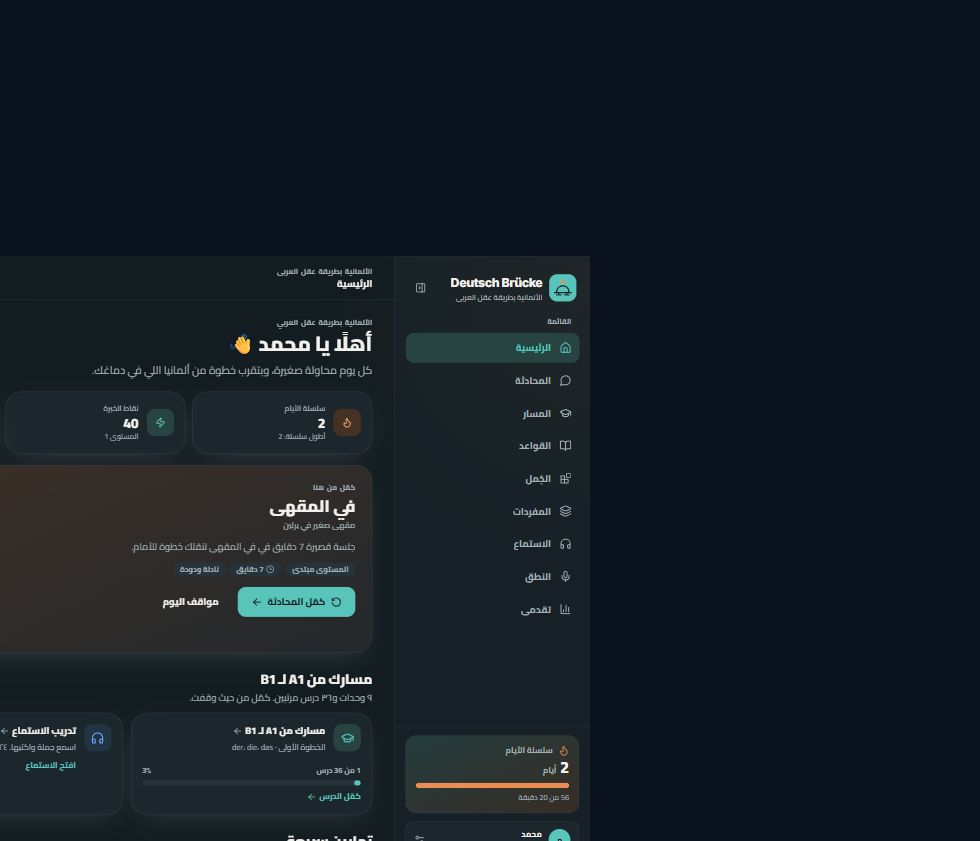 Deutsch Brücke
الألمانية بطريقة عقل العربي
القائمة
الرئيسية
المحادثة
المسار
القواعد
الجُمل
المفردات
الاستماع
النطق
تقدمي
سلسلة الأيام
2 أيام
56 من 20 دقيقة
محمد
الألمانية بطريقة عقل العربي
الرئيسية
الألمانية بطريقة عقل العربي
أهلًا يا محمد 👋
كل يوم محاولة صغيرة، وبتقرب خطوة من ألمانيا اللي في دماغك.
سلسلة الأيام
2
أطول سلسلة: 2
نقاط الخبرة
40
المستوى 1
كمّل من هنا
في المقهى
مقهى صغير في برلين
جلسة قصيرة 7 دقايق في في المقهى تنقلك خطوة للأمام.
المستوى مبتدئ
7 دقايق
نادلة ودودة
كمّل المحادثة ←
مواقف اليوم
مسارك من A1 لـ B1
٩ وحدات و٣٦ درس مرتبين. كمّل من حيث وقفت.
مسارك من A1 لـ B1 ←
الخطوة الأولى · der, die, das
1 من 36 درس
3%
كمّل الدرس ←
تدريب الاستماع ←
اسمع جملة واكتبها.
افتح الاستماع
تمارين سريعة